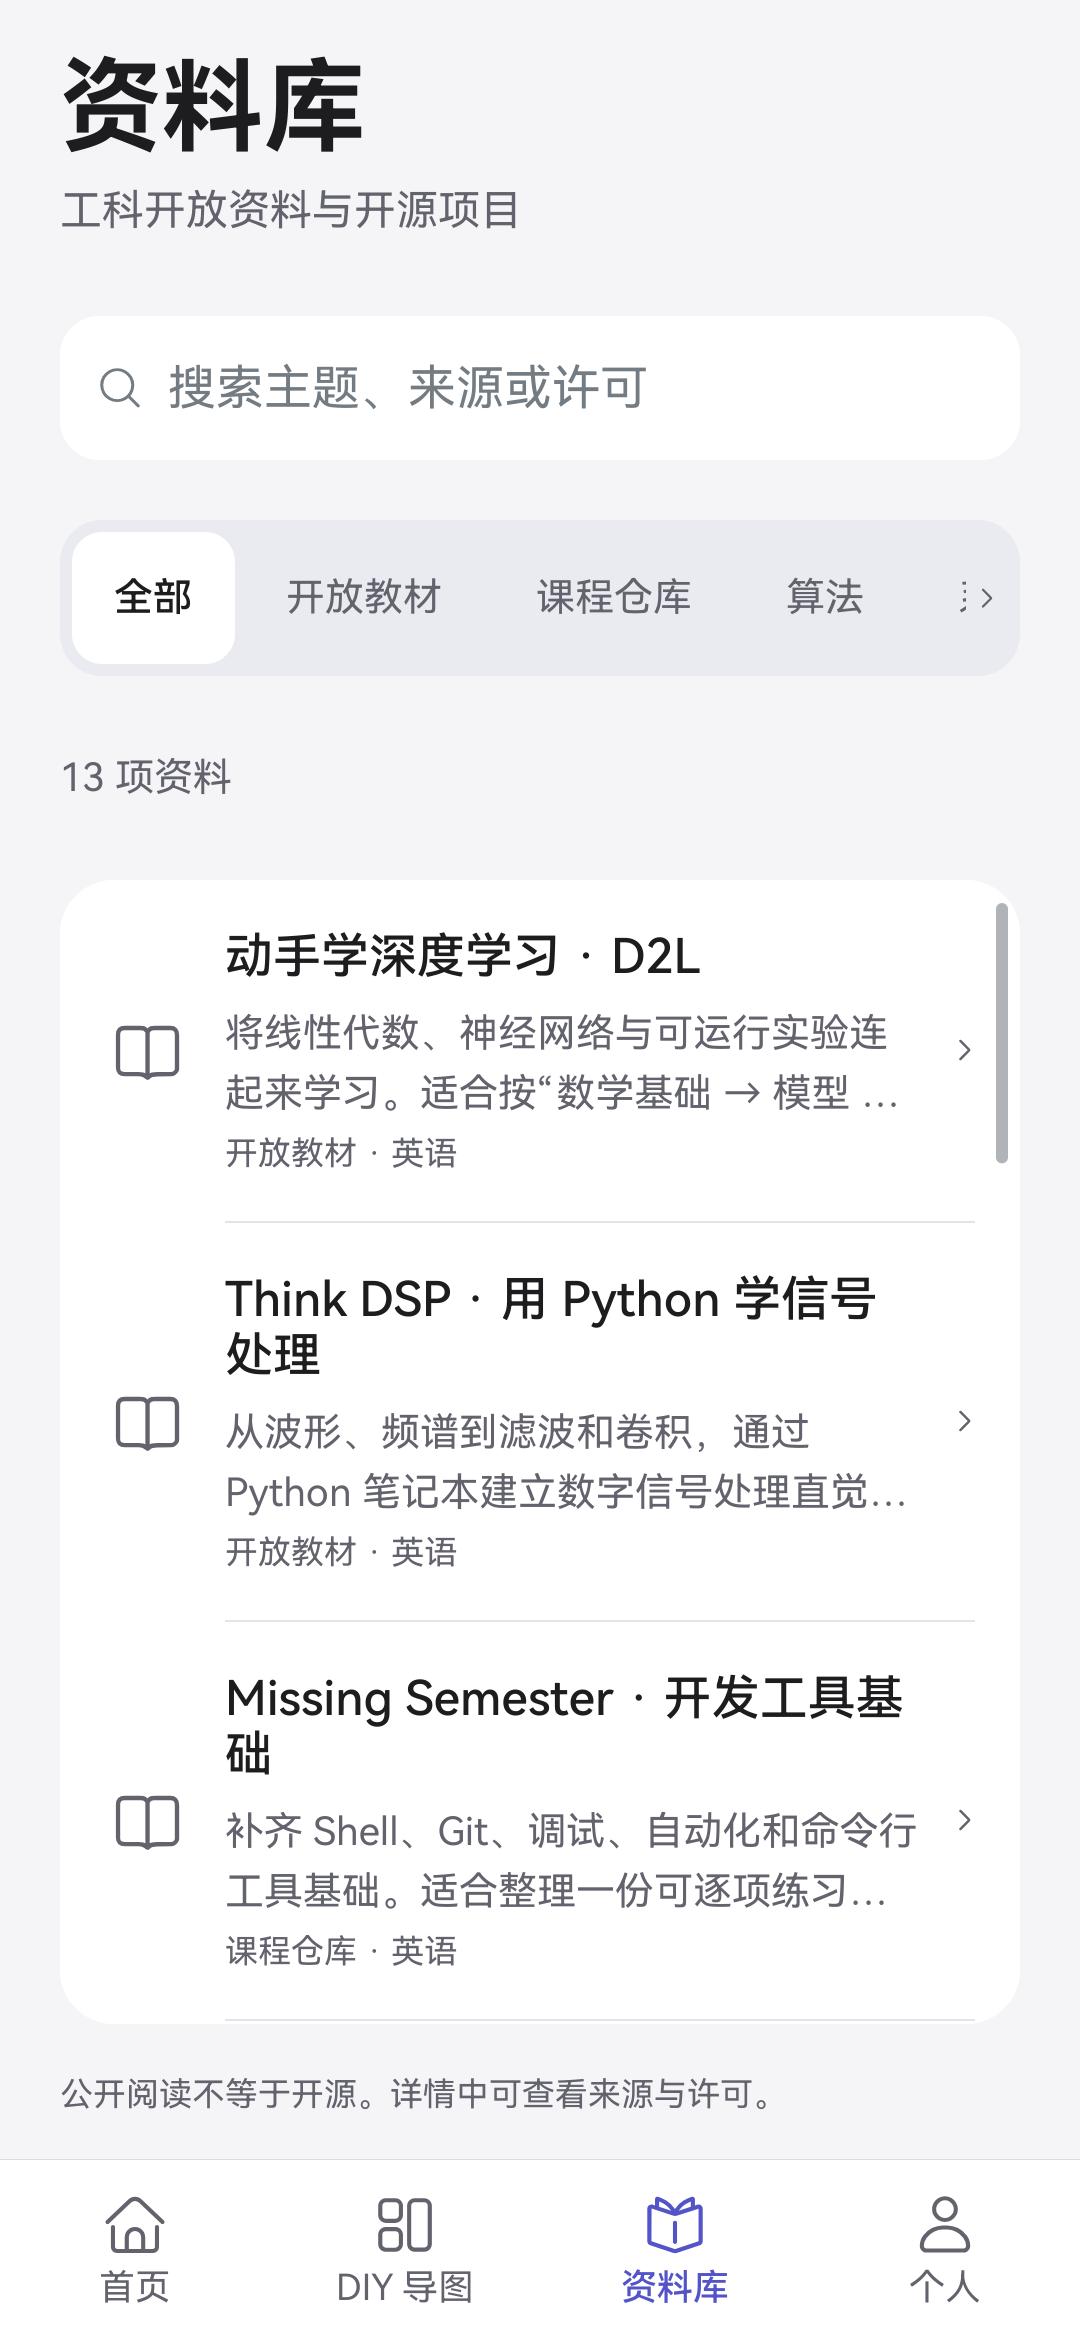 资料库
工科开放资料与开源项目
搜索主题、来源或许可
全部 开放教材 课程仓库 算法
13 项资料
动手学深度学习 · D2L
将线性代数、神经网络与可运行实验连
起来学习。适合按“数学基础 → 模型 …
开放教材 · 英语
Think DSP · 用 Python 学信号
处理
从波形、频谱到滤波和卷积，通过
Python 笔记本建立数字信号处理直觉…
开放教材 · 英语
Missing Semester · 开发工具基
础
补齐 Shell、Git、调试、自动化和命令行
工具基础。适合整理一份可逐项练习…
课程仓库 · 英语
公开阅读不等于开源。详情中可查看来源与许可。
首页 DIY 导图 资料库 个人